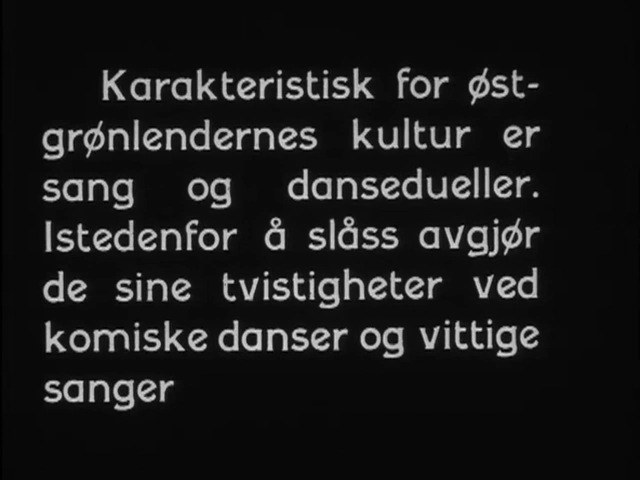 Karakteristisk for øst-
grønlendernes kultur er
sang og dansedueller.
Istedenfor å slåss avgjør
de sine tvistigheter ved
komiske danser og vittige
sanger